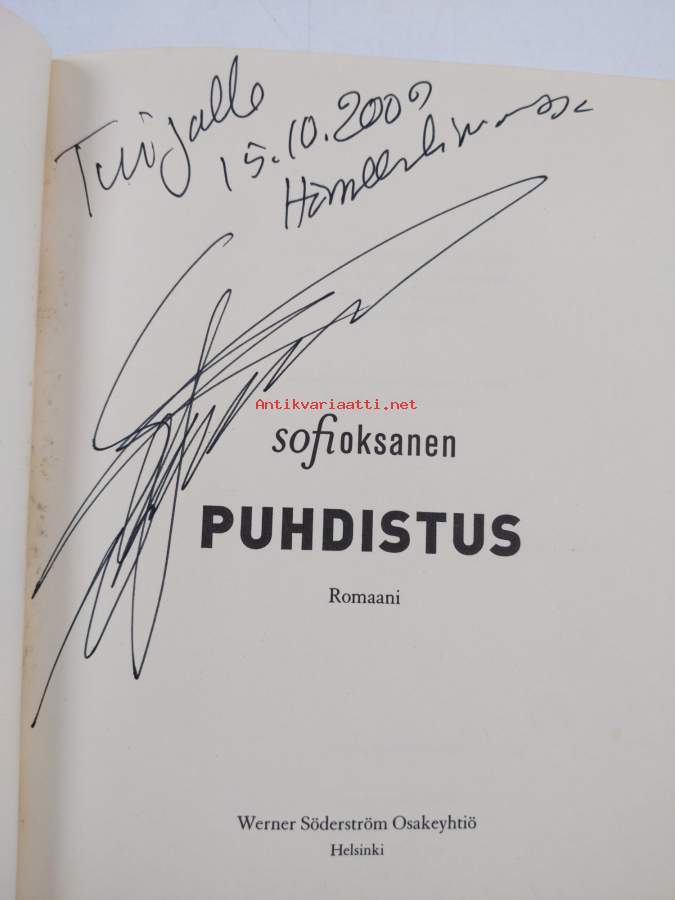 Tuijalle
15.10.2009
Hämeenlinnassa
Antikvariaatti.net
sofioksanen
PUHDISTUS
Romaani
Werner Söderström Osakeyhtiö
Helsinki